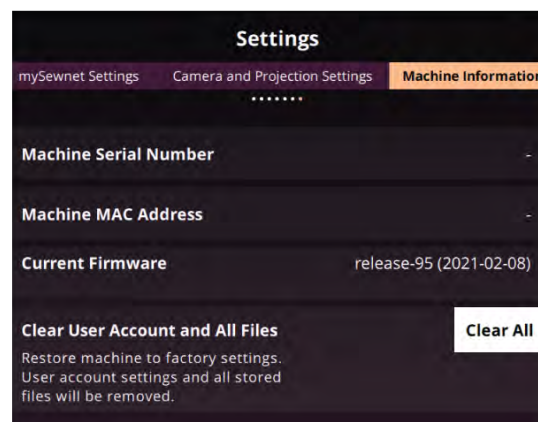 Settings
mySewnet Settings Camera and Projection Settings Machine Information
Machine Serial Number -
Machine MAC Address -
Current Firmware release-95 (2021-02-08)
Clear User Account and All Files Clear All
Restore machine to factory settings.
User account settings and all stored
files will be removed.